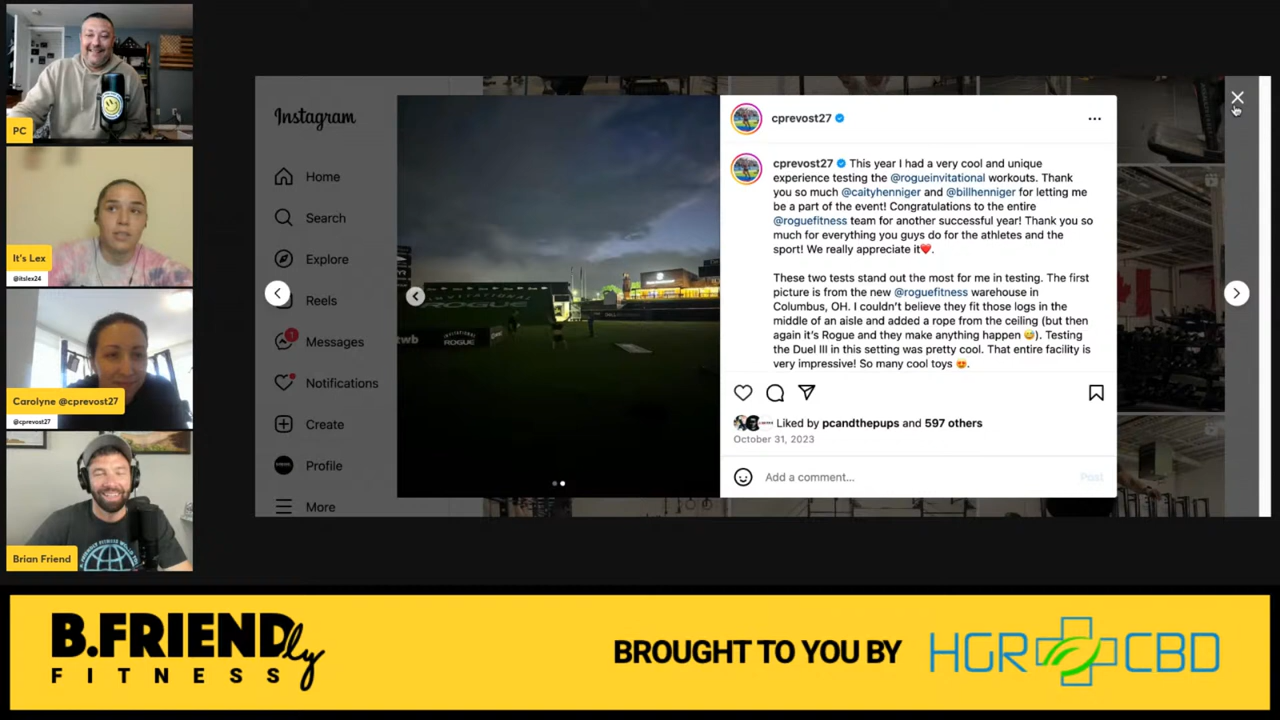 PC
It's Lex
@itslex24
Carolyne @cprevost27
@cprevost27
Brian Friend
Instagram
Home
Search
Explore
Reels
1
Messages
Notifications
Create
Profile
More
INVITATIONAL
ROGUE
twb
cprevost27
cprevost27 This year I had a very cool and unique
experience testing the @rogueinvitational workouts. Thank
you so much @caityhenniger and @billhenniger for letting me
be a part of the event! Congratulations to the entire
@roguefitness team for another successful year! Thank you so
much for everything you guys do for the athletes and the
sport! We really appreciate it❤️.
These two tests stand out the most for me in testing. The first
picture is from the new @roguefitness warehouse in
Columbus, OH. I couldn't believe they fit those logs in the
middle of an aisle and added a rope from the ceiling (but then
again it's Rogue and they make anything happen 😅). Testing
the Duel III in this setting was pretty cool. That entire facility is
very impressive! So many cool toys 😍.
Liked by pcandthepups and 597 others
October 31, 2023
Add a comment...
Post
B.FRIENDly
FITNESS
BROUGHT TO YOU BY
HGR CBD